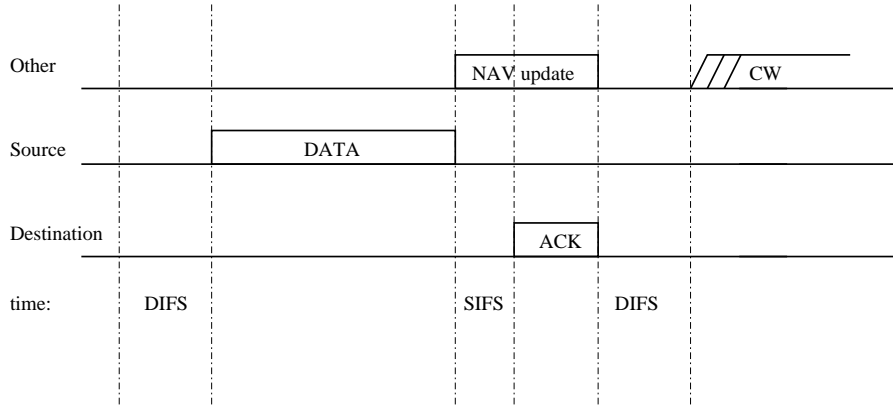 Other
NAV update
CW
Source
DATA
Destination
ACK
time:
DIFS
SIFS
DIFS